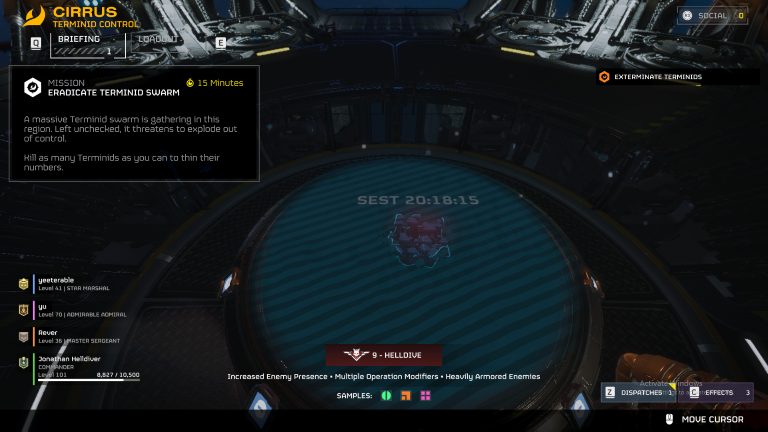 CIRRUS
TERMINID CONTROL
SOCIAL 0
Q BRIEFING LOADOUT E
1
MISSION 15 Minutes
ERADICATE TERMINID SWARM
EXTERMINATE TERMINIDS
A massive Terminid swarm is gathering in this
region. Left unchecked, it threatens to explode out
of control.
Kill as many Terminids as you can to thin their
numbers.
SEST 20:18:15
yeeterable
Level 41 | STAR MARSHAL
yu
Level 70 | ADMIRABLE ADMIRAL
Rever
Level 36 | MASTER SERGEANT
Jonathan Helldiver
COMMANDER
Level 101 8,827 / 10,500
9 - HELLDIVE
Increased Enemy Presence • Multiple Operation Modifiers • Heavily Armored Enemies
SAMPLES:
Activate Windows
Z DISPATCHES 1 C EFFECTS 3
MOVE CURSOR